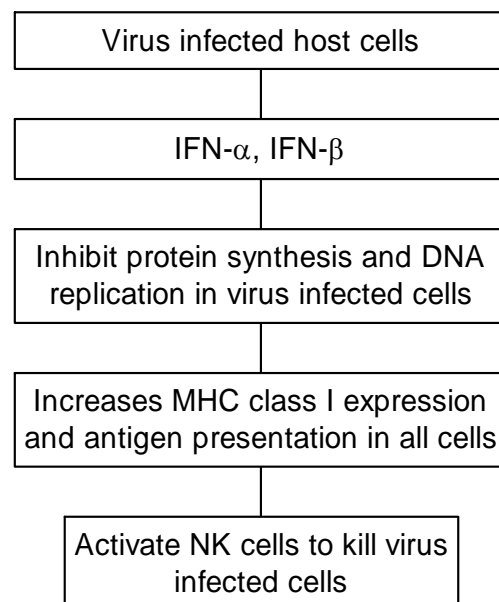 Virus infected host cells
IFN-α, IFN-β
Inhibit protein synthesis and DNA
replication in virus infected cells
Increases MHC class I expression
and antigen presentation in all cells
Activate NK cells to kill virus
infected cells